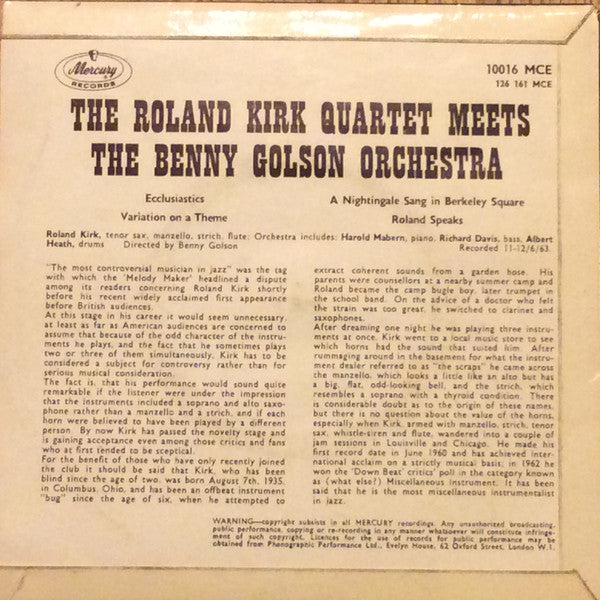 Mercury
RECORDS
10016 MCE
126 161 MCE
THE ROLAND KIRK QUARTET MEETS
THE BENNY GOLSON ORCHESTRA
Ecclusiastics
Variation on a Theme
A Nightingale Sang in Berkeley Square
Roland Speaks
Roland Kirk, tenor sax, manzello, strich, flute: Orchestra includes: Harold Mabern, piano, Richard Davis, bass, Albert
Heath, drums Directed by Benny Golson Recorded 11-12/6/63.
"The most controversial musician in jazz" was the tag
with which the 'Melody Maker' headlined a dispute
among its readers concerning Roland Kirk shortly
before his recent widely acclaimed first appearance
before British audiences.
At this stage in his career it would seem unnecessary,
at least as far as American audiences are concerned to
assume that because of the odd character of the instru-
ments he plays, and the fact that he sometimes plays
two or three of them simultaneously, Kirk has to be
considered a subject for controversy rather than for
serious musical consideration.
The fact is, that his performance would sound quite
remarkable if the listener were under the impression
that the instruments included a soprano and alto saxo-
phone rather than a manzello and a strich, and if each
horn were believed to have been played by a different
person. By now Kirk has passed the novelty stage and
is gaining acceptance even among those critics and fans
who at first tended to be sceptical.
For the benefit of those who have only recently joined
the club it should be said that Kirk, who has been
blind since the age of two, was born August 7th, 1935,
in Columbus, Ohio, and has been an offbeat instrument
"bug" since the age of six, when he attempted to
extract coherent sounds from a garden hose. His
parents were counsellors at a nearby summer camp and
Roland became the camp bugle boy, later trumpet in
the school band. On the advice of a doctor who felt
the strain was too great, he switched to clarinet and
saxophones.
After dreaming one night he was playing three instru-
ments at once, Kirk went to a local music store to see
which horns had the sound that suited him. After
rummaging around in the basement for what the instru-
ment dealer referred to as "the scraps" he came across
the manzello, which looks a little like an alto but has
a big, flat, odd-looking bell, and the strich, which
resembles a soprano with a thyroid condition. There
is considerable doubt as to the origin of these names,
but there is no question about the value of the horns,
especially when Kirk, armed with manzello, strich, tenor
sax, whistle-siren and flute, wandered into a couple of
jam sessions in Louisville and Chicago. He made his
first record date in June 1960 and has achieved inter-
national acclaim on a strictly musical basis; in 1962 he
won the 'Down Beat' critics' poll in the category known
as (what else?) Miscellaneous Instrument. It has been
said that he is the most miscellaneous instrumentalist
in jazz.
WARNING—copyright subsists in all MERCURY recordings. Any unauthorized broadcasting,
public performance, copying or re-recording in any manner whatsoever will constitute infringe-
ment of such copyright. Licences for the use of records for public performance may be
obtained from Phonographic Performance Ltd., Evelyn House, 62 Oxford Street, London W.1.